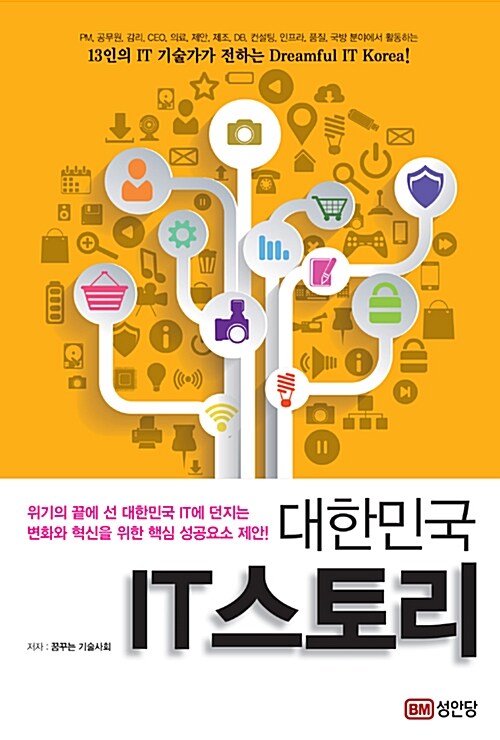 PM, 공무원, 감리, CEO, 의료, 제안, 제조, DB, 컨설팅, 인프라, 품질, 국방 분야에서 활동하는
13인의 IT 기술가가 전하는 Dreamful IT Korea!
위기의 끝에 선 대한민국 IT에 던지는
변화와 혁신을 위한 핵심 성공요소 제안!
대한민국
IT스토리
저자 : 꿈꾸는 기술사회
BM 성안당